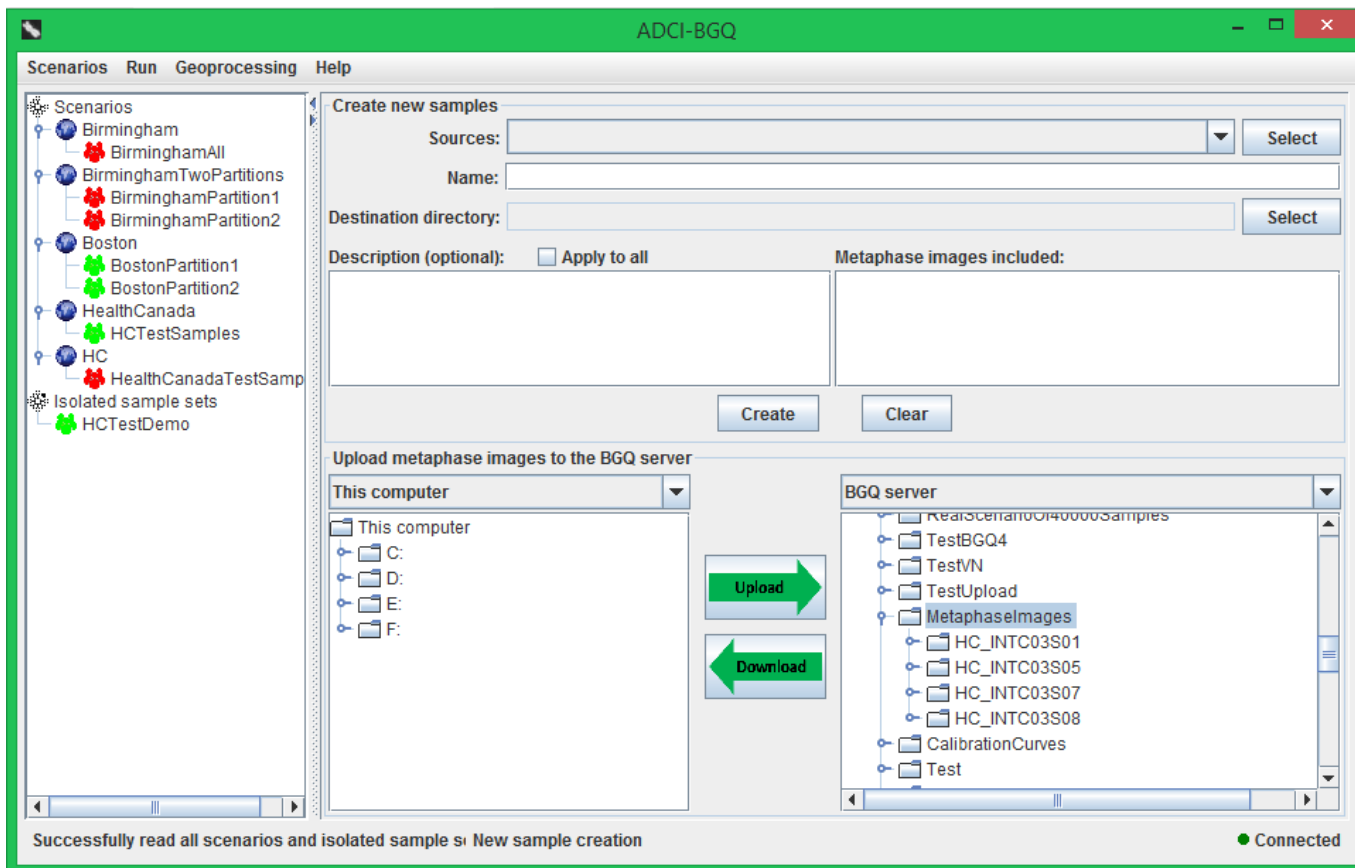 ADCI-BGQ
Scenarios Run Geoprocessing Help
Scenarios
Birmingham
BirminghamAll
BirminghamTwoPartitions
BirminghamPartition1
BirminghamPartition2
Boston
BostonPartition1
BostonPartition2
HealthCanada
HCTestSamples
HC
HealthCanadaTestSamp
Isolated sample sets
HCTestDemo
Create new samples
Sources:
Select
Name:
Destination directory:
Select
Description (optional):
Apply to all
Metaphase images included:
Create
Clear
Upload metaphase images to the BGQ server
This computer
This computer
C:
D:
E:
F:
Upload
Download
BGQ server
RealScenarioOf40000Samples
TestBGQ4
TestVN
TestUpload
MetaphaseImages
HC_INTC03S01
HC_INTC03S05
HC_INTC03S07
HC_INTC03S08
CalibrationCurves
Test
Successfully read all scenarios and isolated sample s
New sample creation
Connected